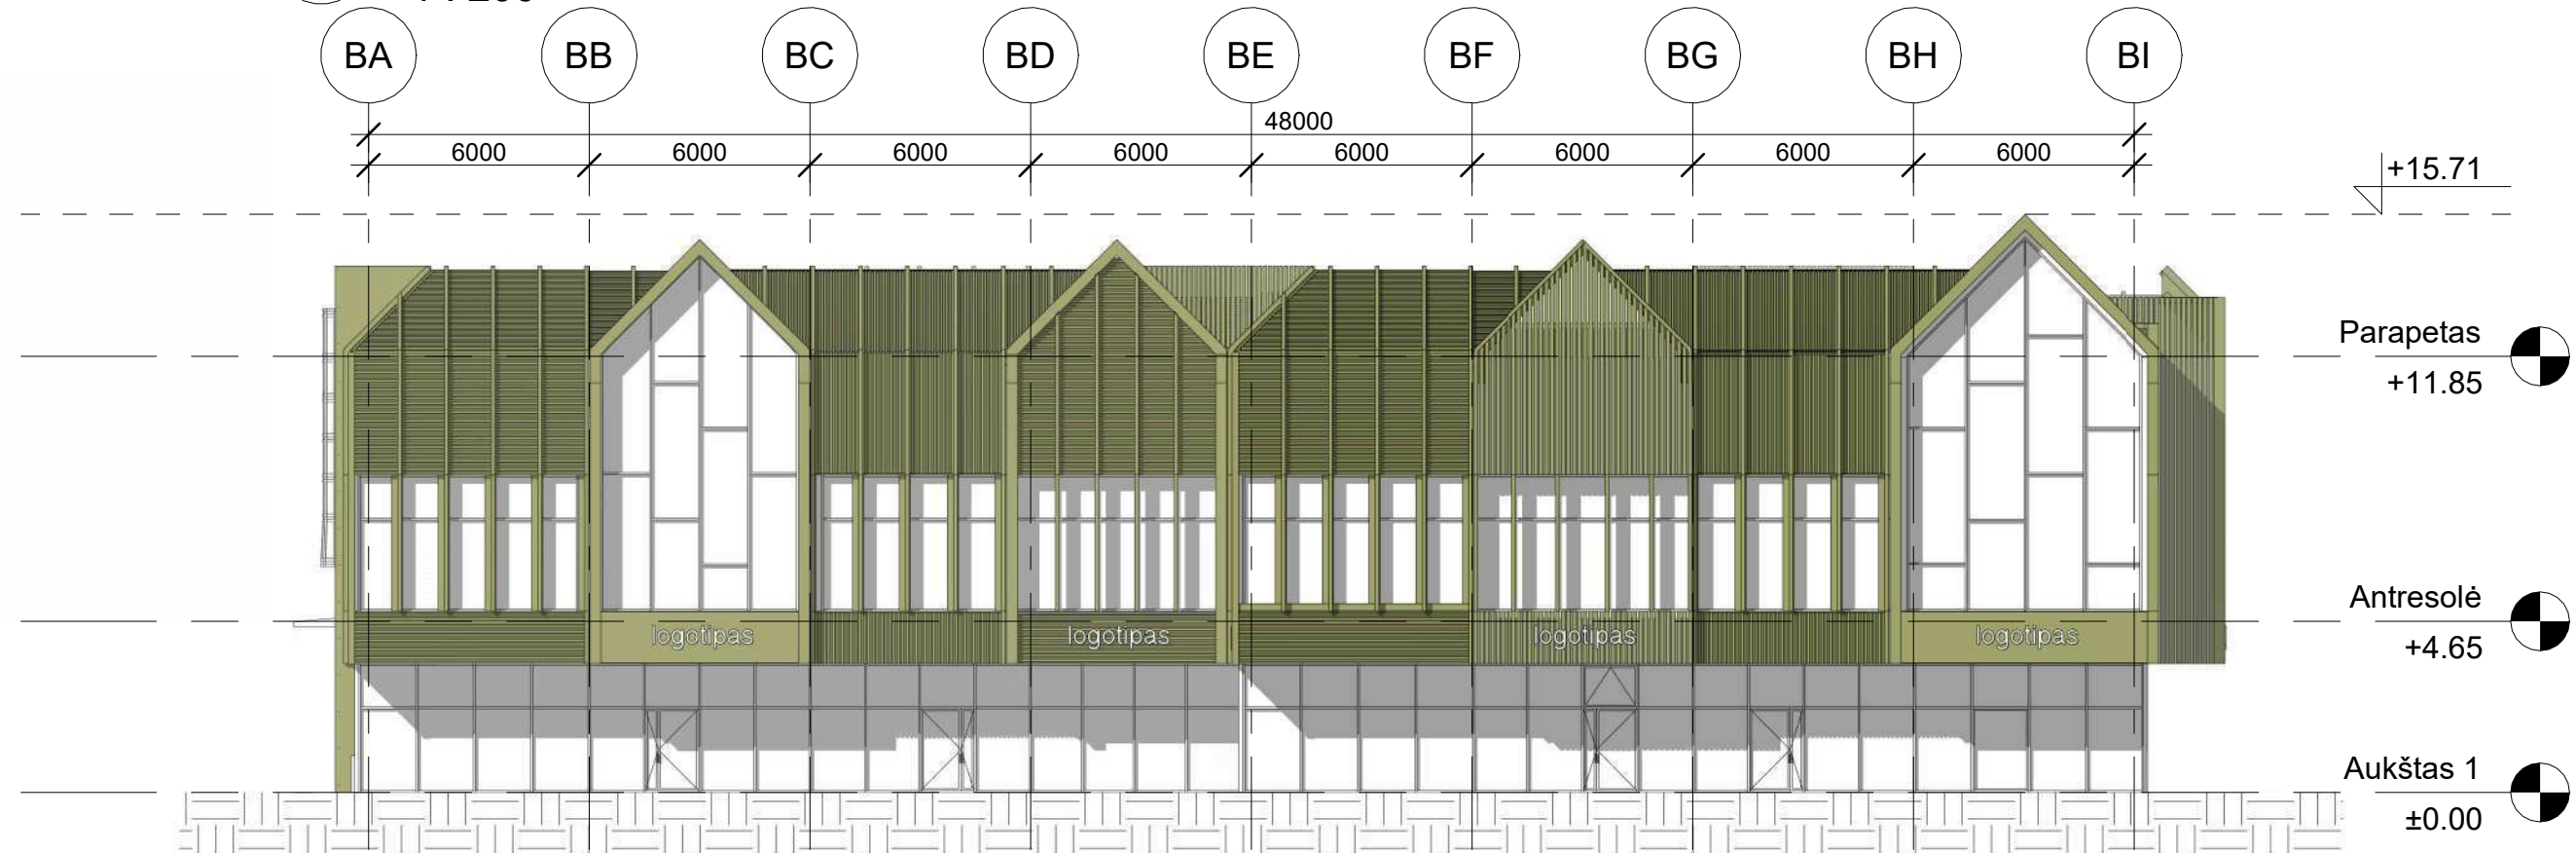 BA BB BC BD BE BF BG BH BI
48000
6000 6000 6000 6000 6000 6000 6000 6000
+15.71
Parapetas
+11.85
Antresolė
+4.65
logotipas logotipas logotipas logotipas
Aukštas 1
±0.00